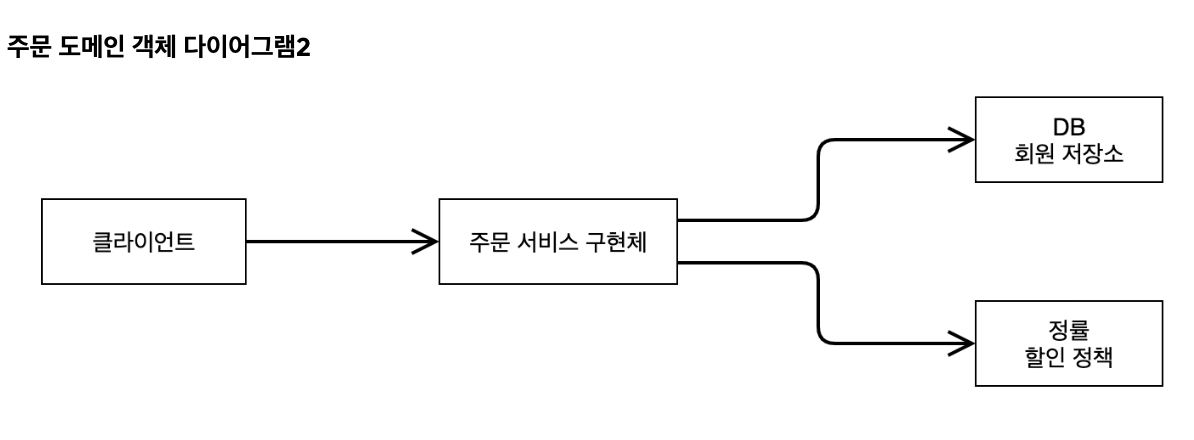 주문 도메인 객체 다이어그램2
클라이언트
주문 서비스 구현체
DB
회원 저장소
정률
할인 정책